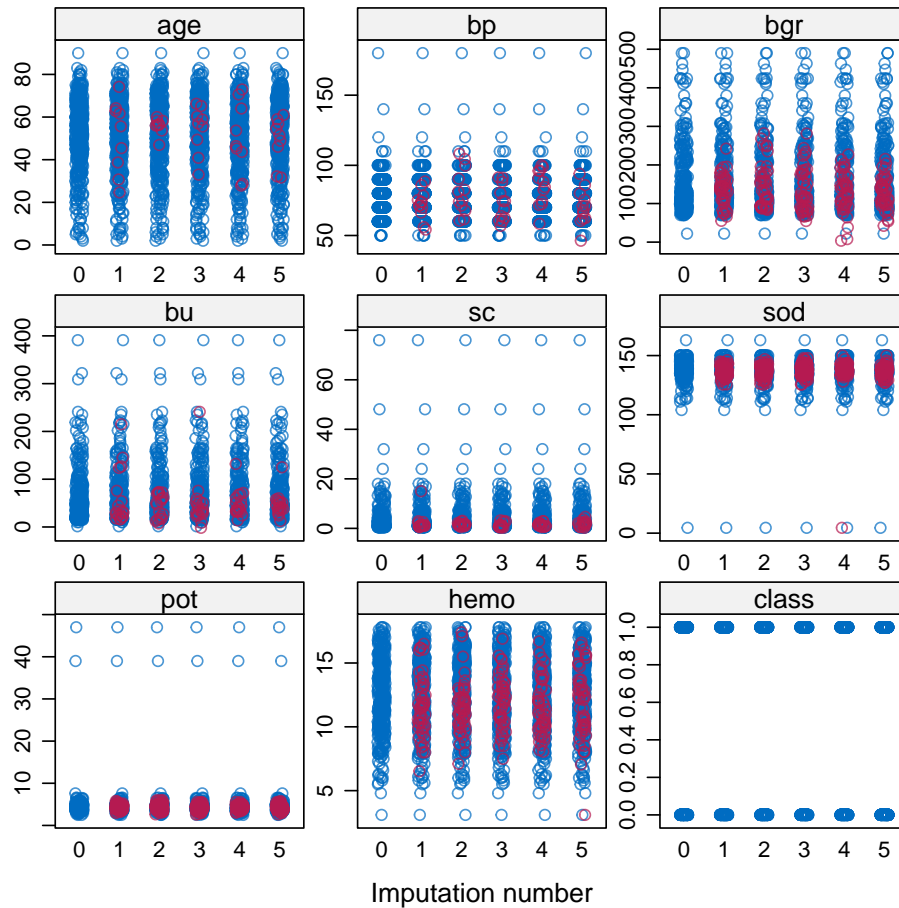 age bp bgr
0 20 40 60 80
50 100 150
0 100 200 300 400 500
0 1 2 3 4 5 0 1 2 3 4 5 0 1 2 3 4 5
bu sc sod
0 100 200 300 400
0 20 40 60 80
0 50 100 150
0 1 2 3 4 5 0 1 2 3 4 5 0 1 2 3 4 5
pot hemo class
10 20 30 40
5 10 15
0.0 0.2 0.4 0.6 0.8 1.0
0 1 2 3 4 5 0 1 2 3 4 5 0 1 2 3 4 5
Imputation number